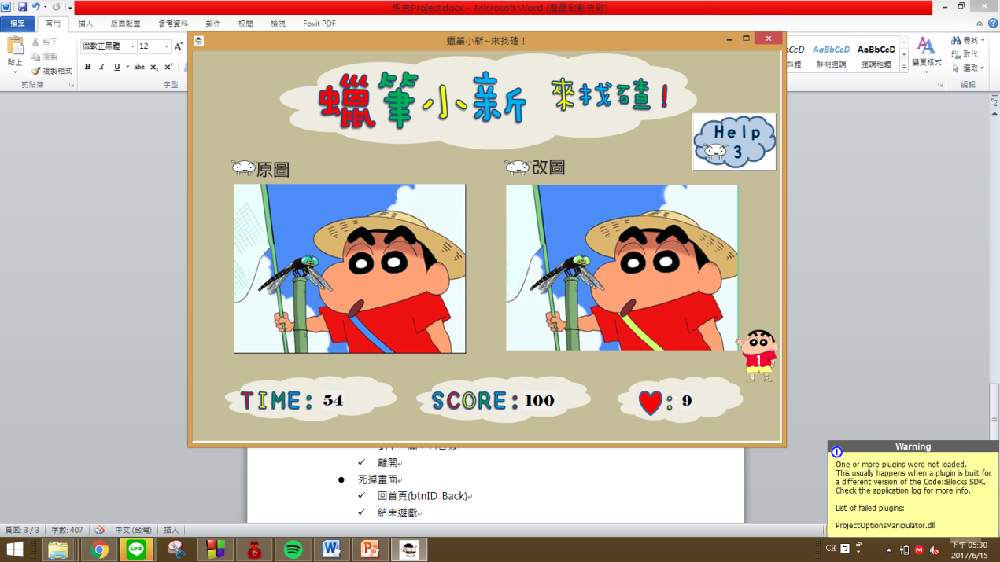 期末Project.docx - Microsoft Word (產品啟動失敗)
檔案 常用 插入 版面配置 參考資料 郵件 校閱 檢視 Foxit PDF
貼上
剪下
複製
複製格式
剪貼簿
微軟正黑體 12
B I U abc x₂ x²
字型
AaBbCcD AaBbCcD
鮮明強調 強調粗體
變更樣式
尋找
取代
選取
編輯
蠟筆小新~來找碴！
蠟筆小新 來找碴！
Help
3
原圖
改圖
1
TIME: 54
SCORE: 100
: 9
離開
死掉畫面
回首頁(btnID_Back)
結束遊戲
Warning
One or more plugins were not loaded.
This usually happens when a plugin is built for
a different version of the Code::Blocks SDK.
Check the application log for more info.
List of failed plugins:
ProjectOptionsManipulator.dll
頁面: 3 / 3 字數: 407 中文 (台灣) 插入
LINE
CH
下午 05:30
2017/6/15